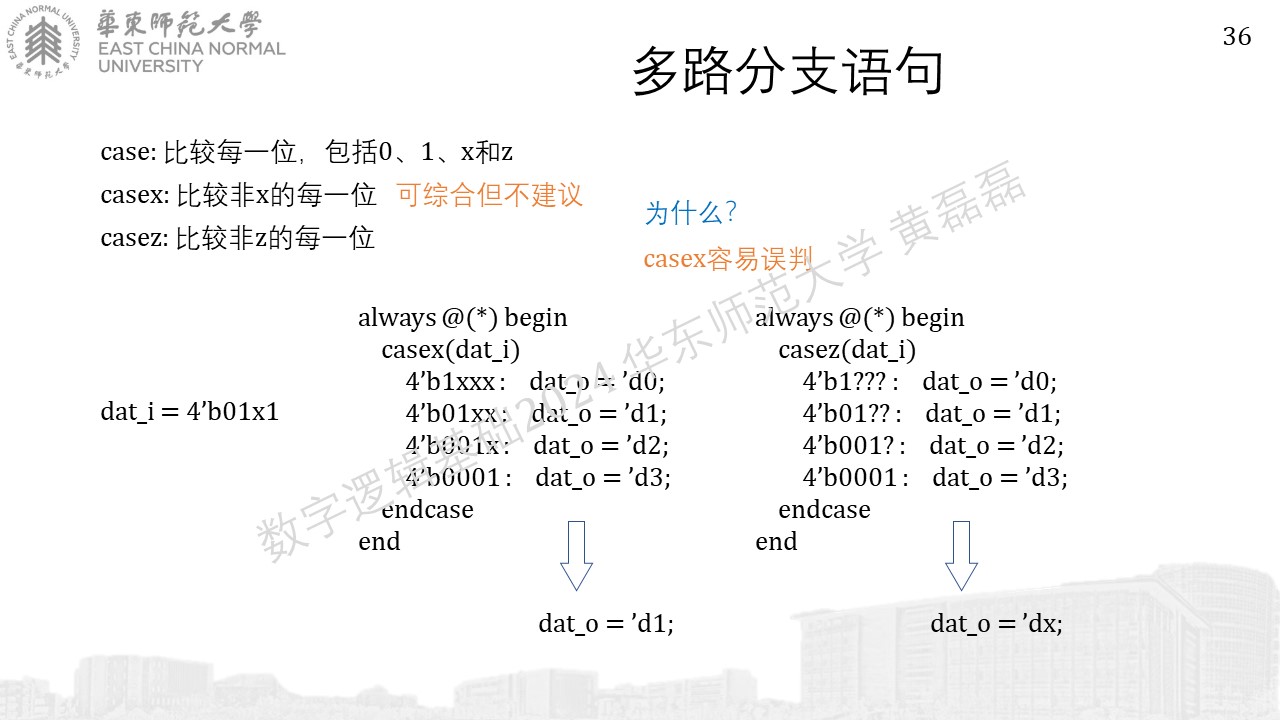 華東師範大學
EAST CHINA NORMAL
UNIVERSITY
EAST CHINA NORMAL UNIVERSITY
華東师范大学
36
多路分支语句
case: 比较每一位，包括0、1、x和z
casex: 比较非x的每一位 可综合但不建议
casez: 比较非z的每一位
为什么？
casex容易误判
dat_i = 4’b01x1
always @(*) begin
casex(dat_i)
4’b1xxx : dat_o = ’d0;
4’b01xx : dat_o = ’d1;
4’b001x : dat_o = ’d2;
4’b0001 : dat_o = ’d3;
endcase
end
dat_o = ’d1;
always @(*) begin
casez(dat_i)
4’b1??? : dat_o = ’d0;
4’b01?? : dat_o = ’d1;
4’b001? : dat_o = ’d2;
4’b0001 : dat_o = ’d3;
endcase
end
dat_o = ’dx;
数字逻辑基础2024 华东师范大学 黄磊磊